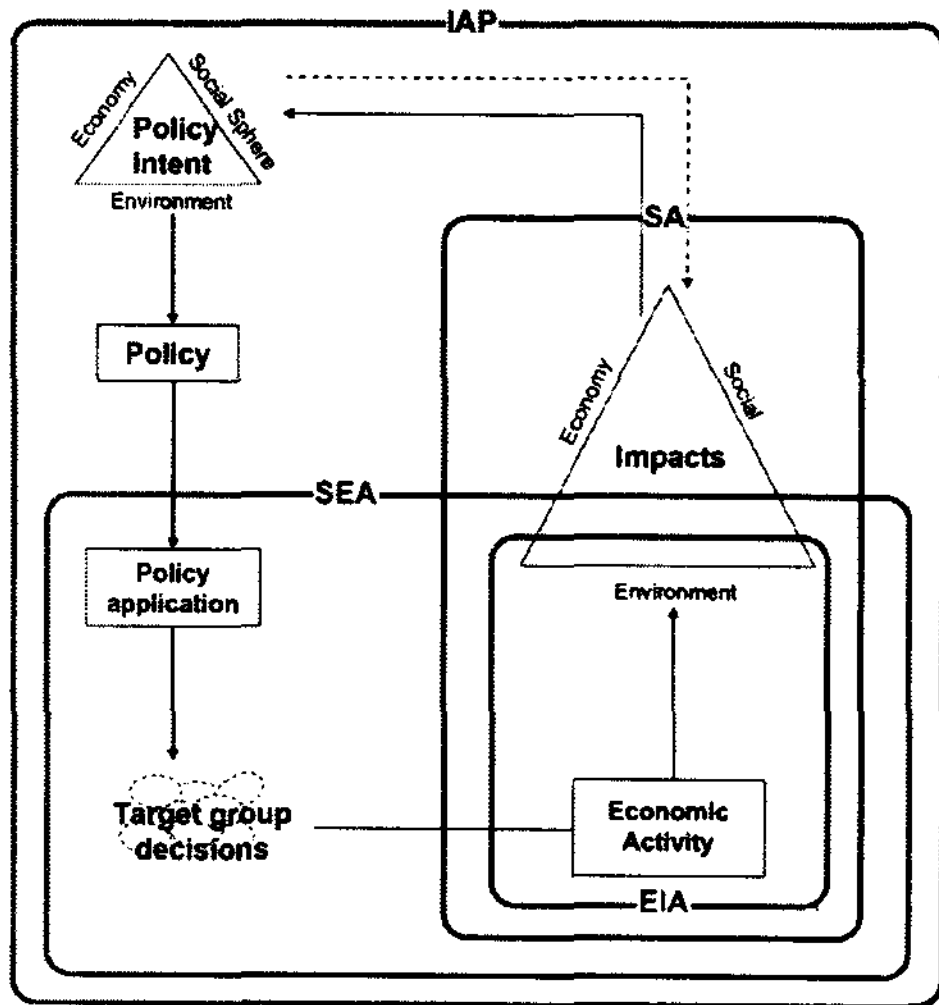 IAP
Economy
Social Sphere
Policy
intent
Environment
SA
Policy
Economy
Social
Impacts
SEA
Policy
application
Environment
Target group
decisions
Economic
Activity
EIA